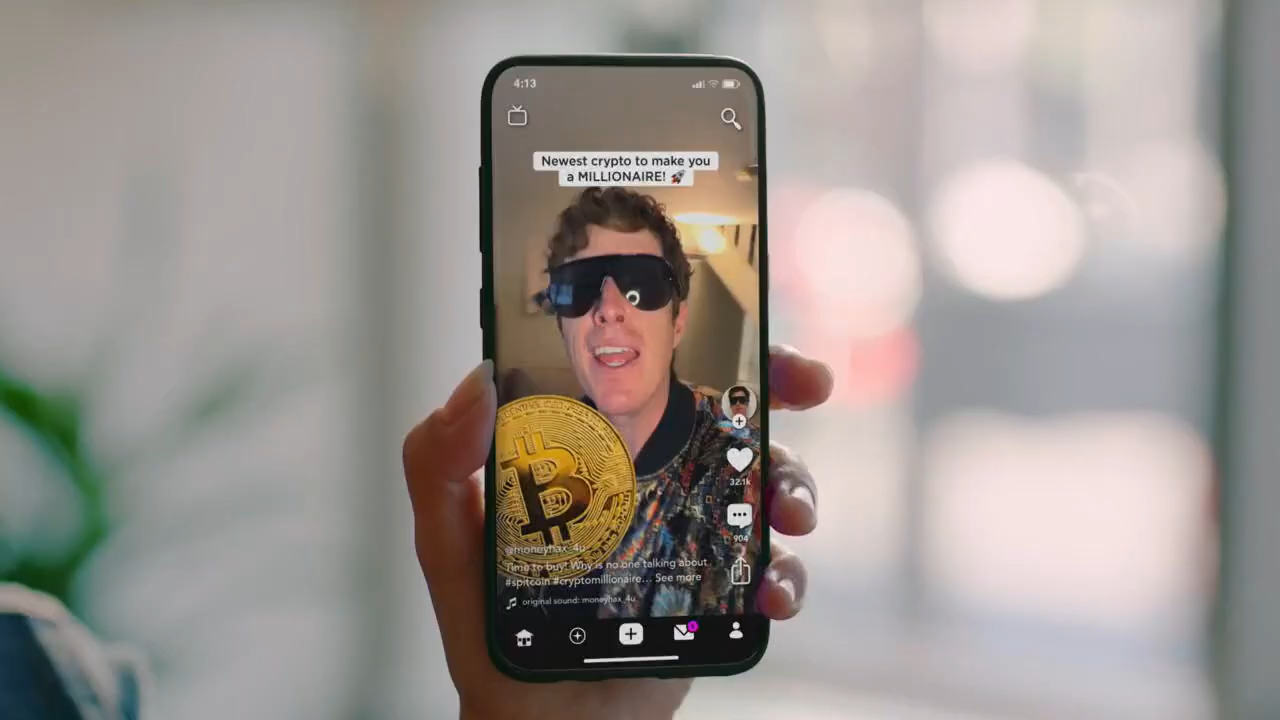 4:13
Newest crypto to make you
a MILLIONAIRE! 🚀
32.1k
904
@moneyhax_4u
Time to buy! Why is no one talking about
#spitcoin #cryptomillionaire... See more
original sound: moneyhax_4u